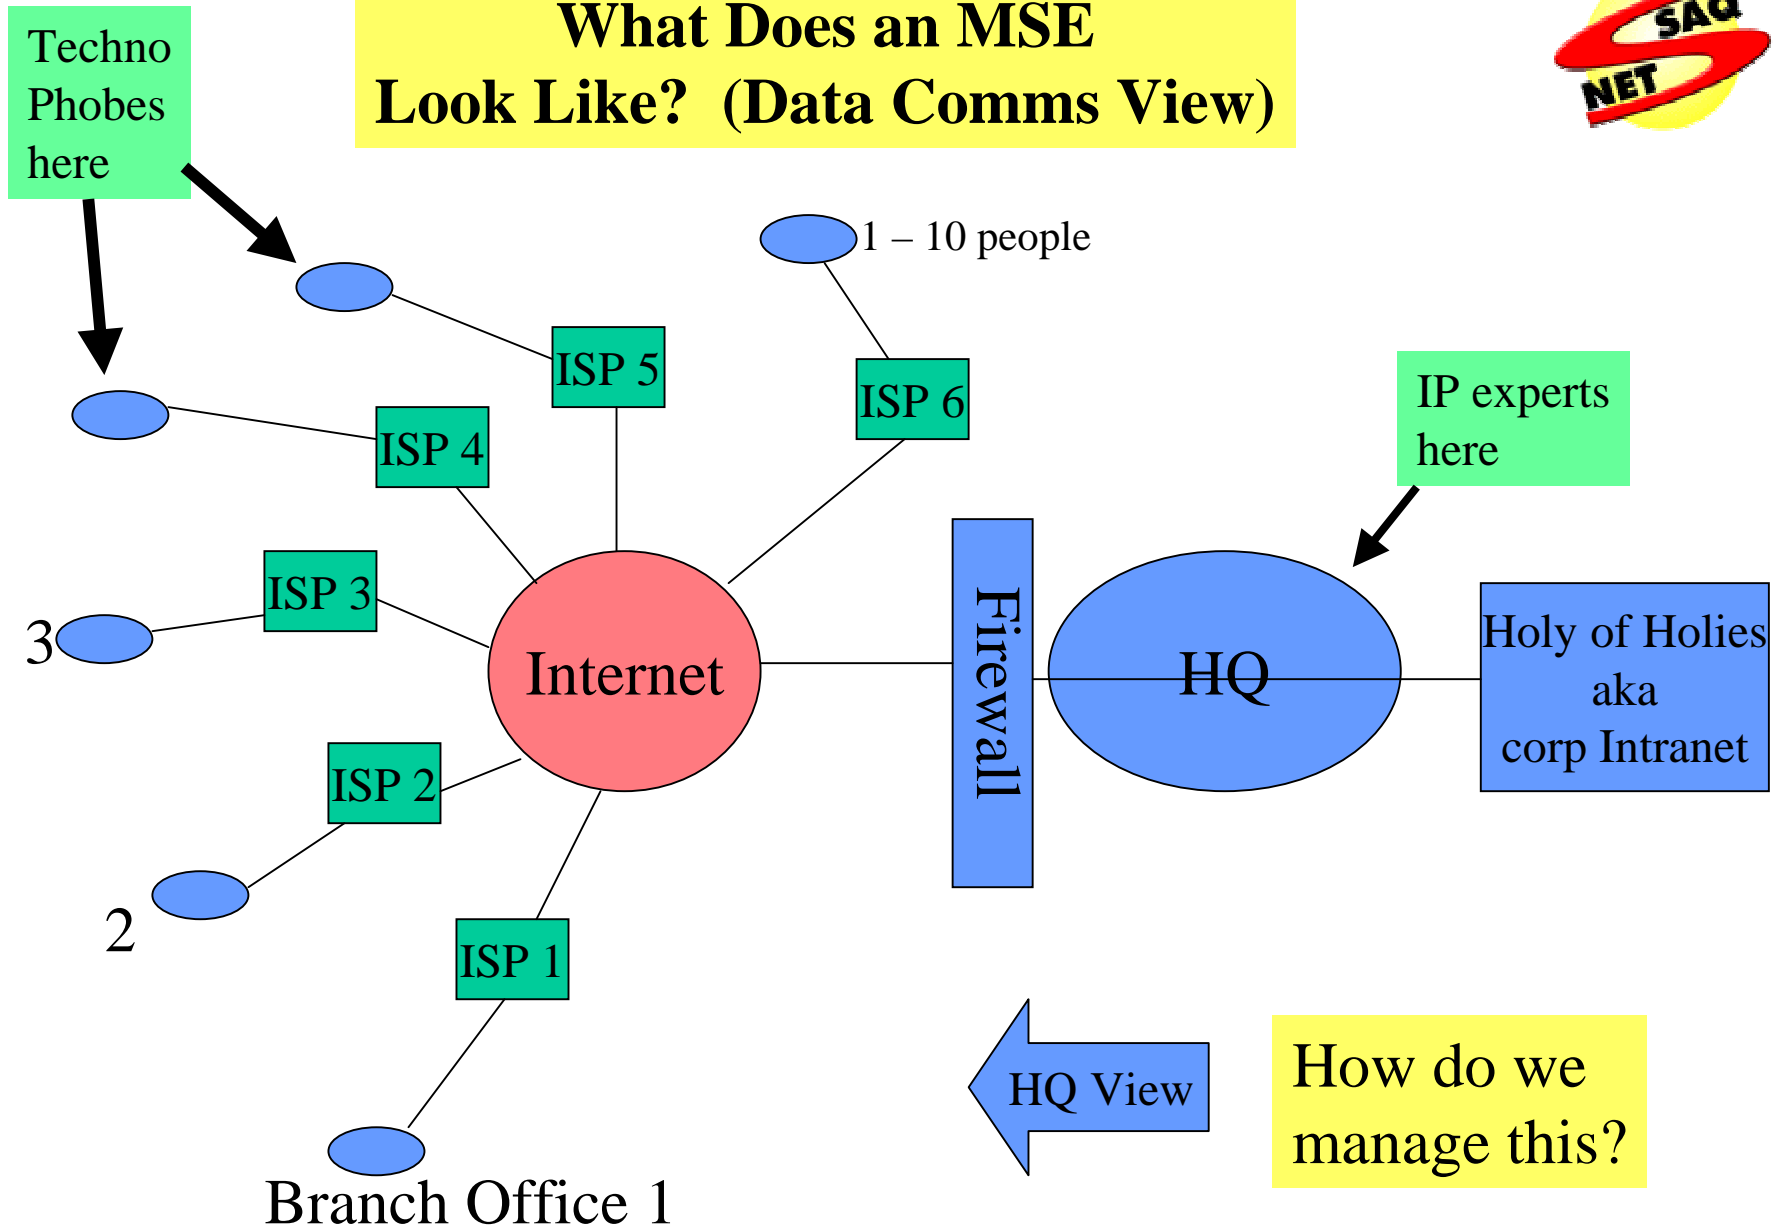 What Does an MSE
Look Like? (Data Comms View)
SAQ
NET
Techno
Phobes
here
1 – 10 people
ISP 5
ISP 6
ISP 4
IP experts
here
ISP 3
3
Internet
Firewall
HQ
Holy of Holies
aka
corp Intranet
ISP 2
2
ISP 1
HQ View
How do we
manage this?
Branch Office 1